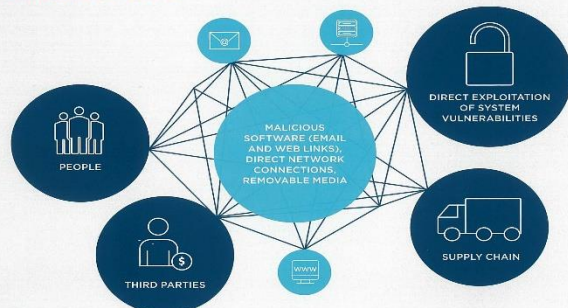 MALICIOUS
SOFTWARE (EMAIL
AND WEB LINKS),
DIRECT NETWORK
CONNECTIONS,
REMOVABLE MEDIA
DIRECT EXPLOITATION
OF SYSTEM
VULNERABILITIES
PEOPLE
THIRD PARTIES
$
WWW
SUPPLY CHAIN